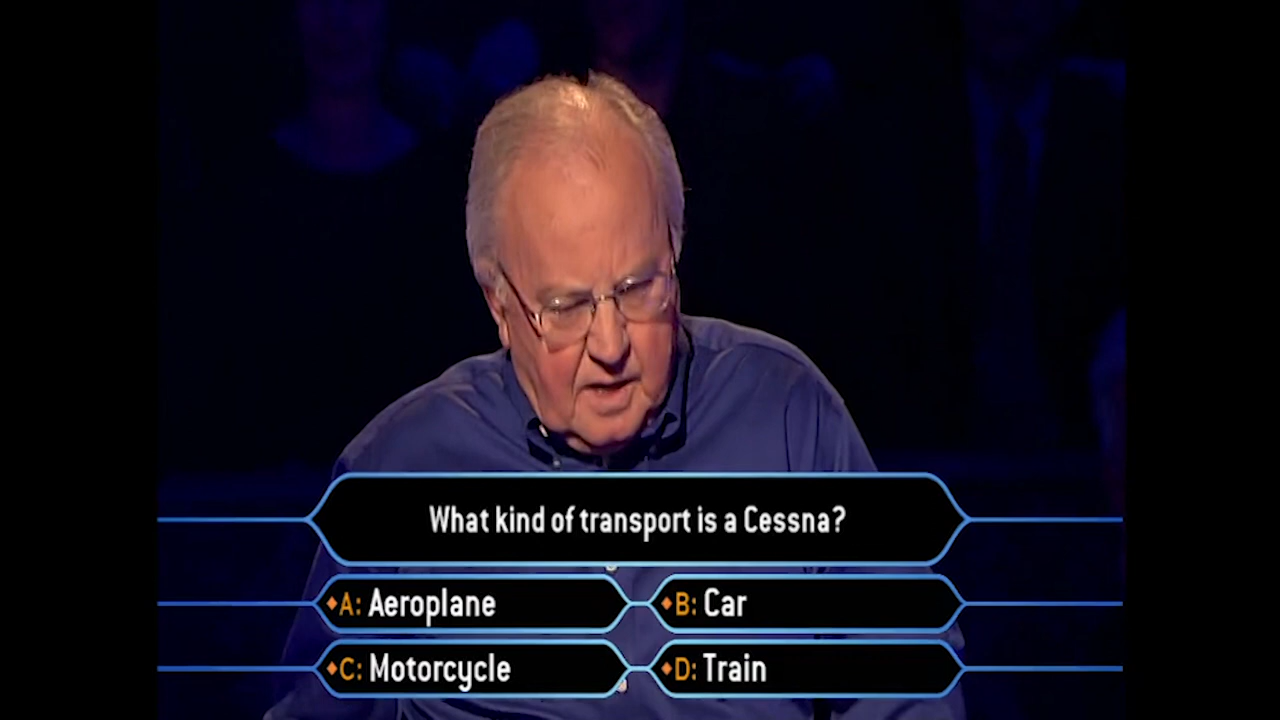 What kind of transport is a Cessna?
A: Aeroplane
B: Car
C: Motorcycle
D: Train